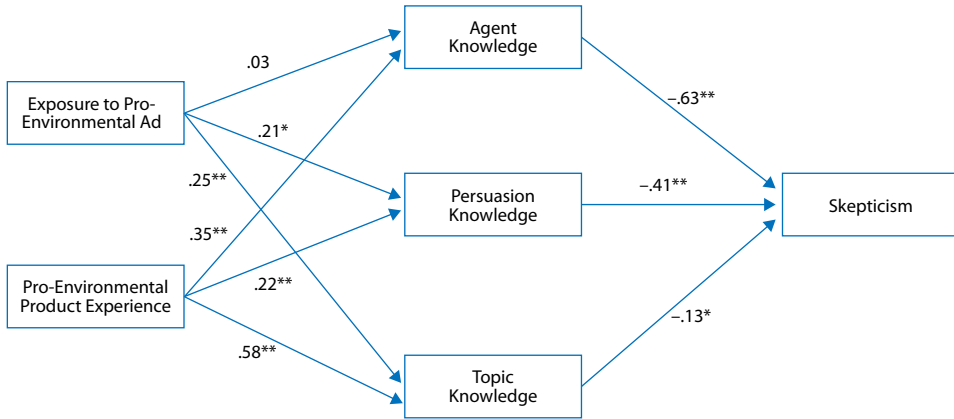 Agent
Knowledge
.03
Exposure to Pro-
Environmental Ad
–.63**
.21*
.25**
Persuasion
Knowledge
–.41**
Skepticism
.35**
Pro-Environmental
Product Experience
.22**
–.13*
.58**
Topic
Knowledge